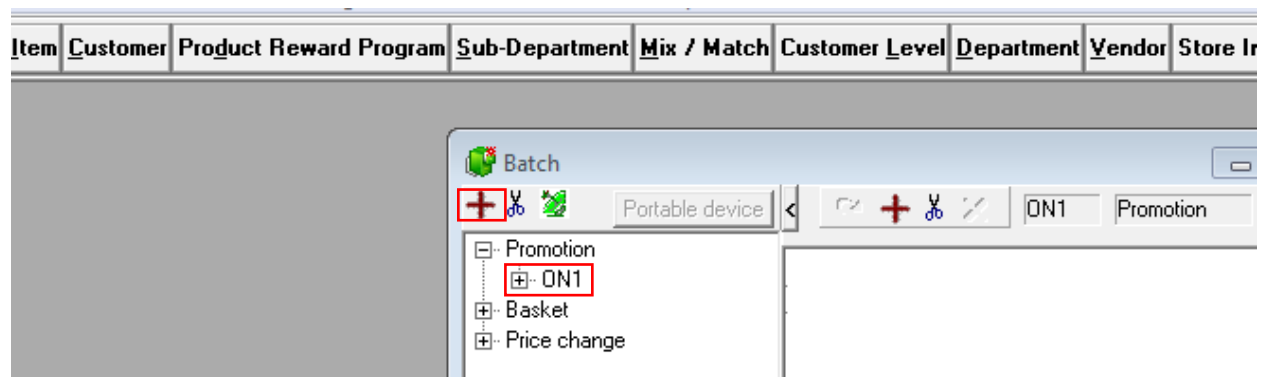 Item Customer Product Reward Program Sub-Department Mix / Match Customer Level Department Vendor Store
Batch
Portable device < ON1 Promotion
Promotion
ON1
Basket
Price change